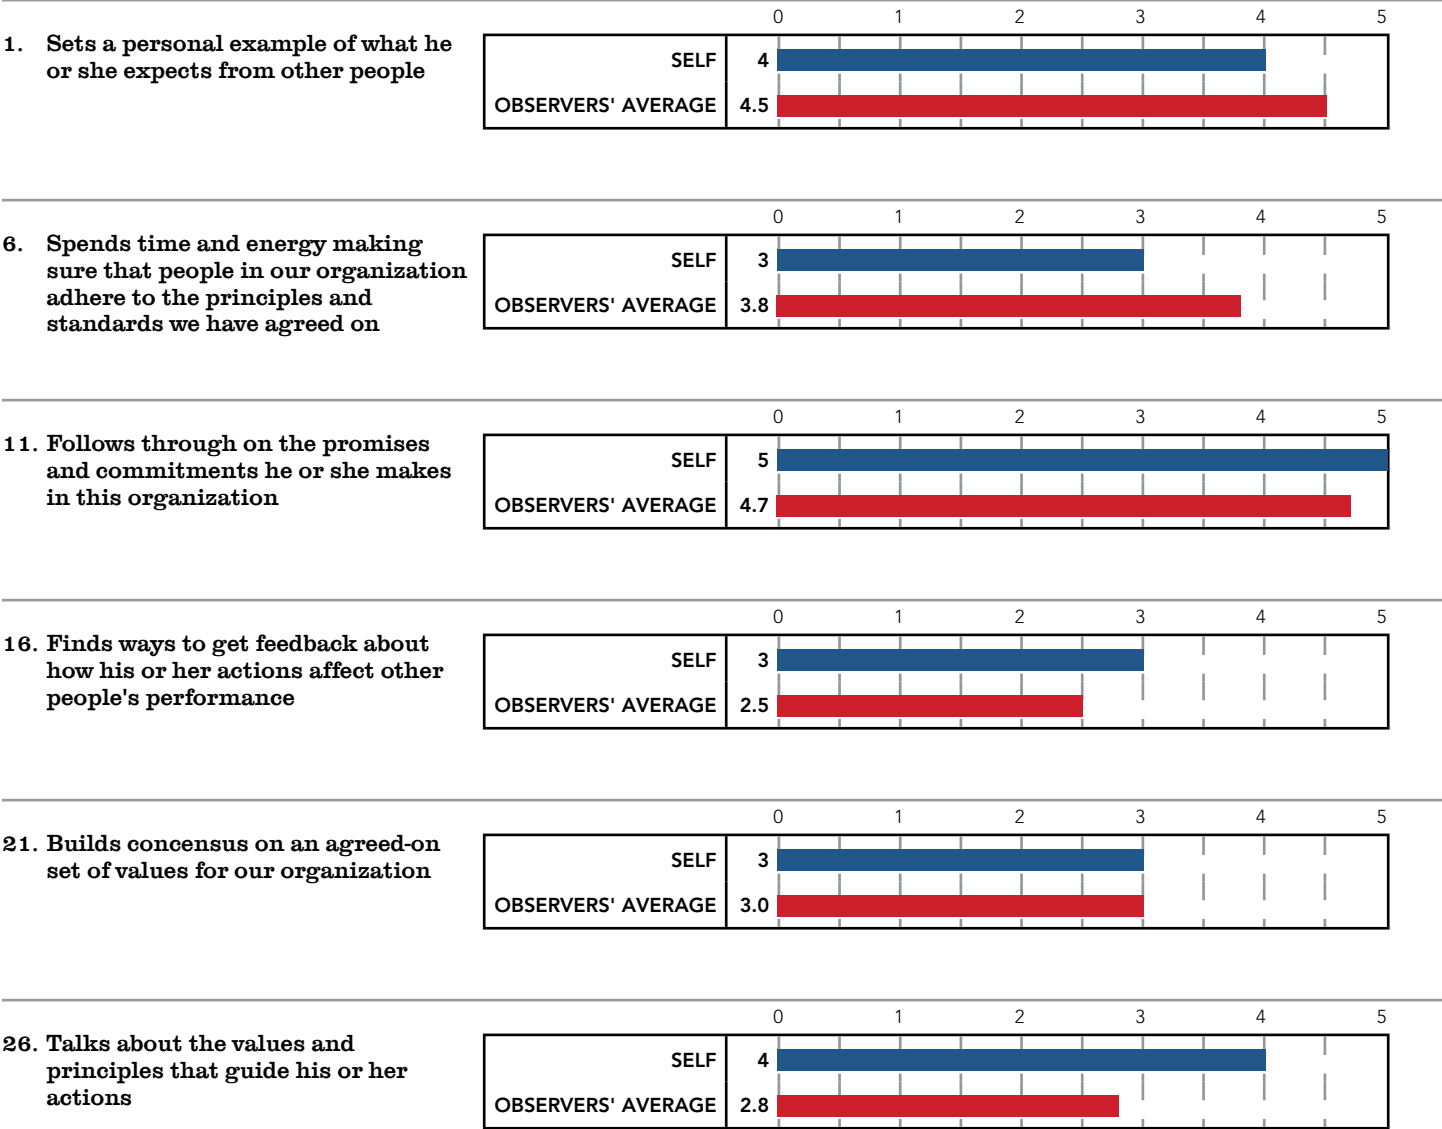 0 1 2 3 4 5
1. Sets a personal example of what he
or she expects from other people
SELF 4
OBSERVERS' AVERAGE 4.5
0 1 2 3 4 5
6. Spends time and energy making
sure that people in our organization
adhere to the principles and
standards we have agreed on
SELF 3
OBSERVERS' AVERAGE 3.8
0 1 2 3 4 5
11. Follows through on the promises
and commitments he or she makes
in this organization
SELF 5
OBSERVERS' AVERAGE 4.7
0 1 2 3 4 5
16. Finds ways to get feedback about
how his or her actions affect other
people's performance
SELF 3
OBSERVERS' AVERAGE 2.5
0 1 2 3 4 5
21. Builds concensus on an agreed-on
set of values for our organization
SELF 3
OBSERVERS' AVERAGE 3.0
0 1 2 3 4 5
26. Talks about the values and
principles that guide his or her
actions
SELF 4
OBSERVERS' AVERAGE 2.8